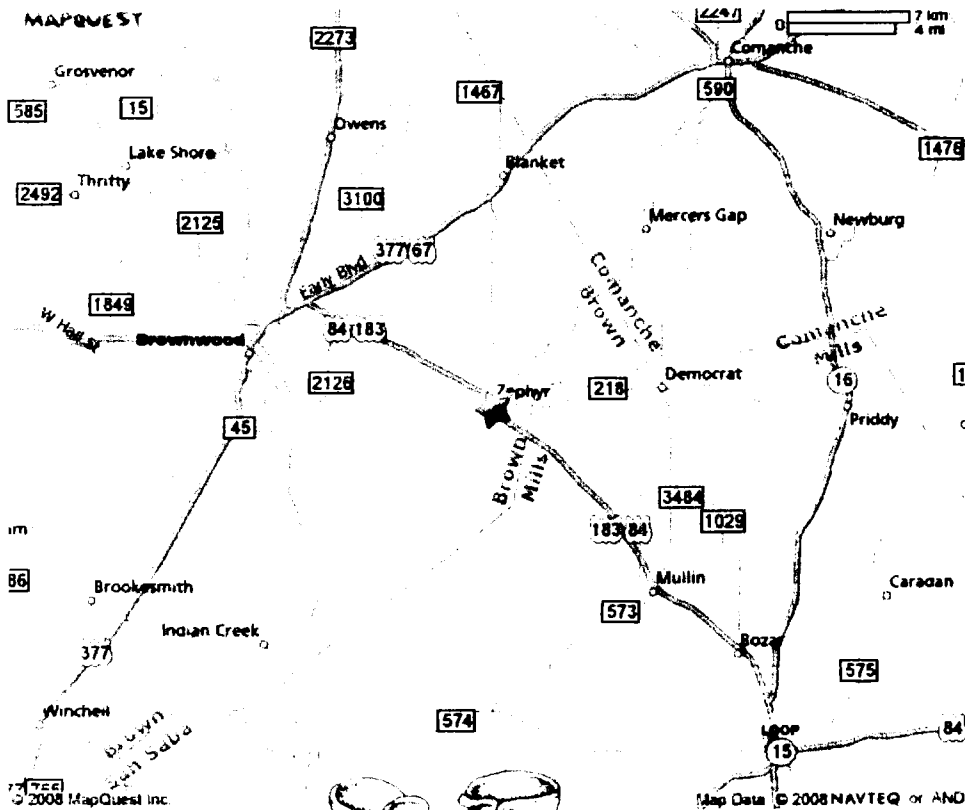 MAPQUEST
2247
0
7 km
4 mi
2273
Comanche
Grosvenor
585
15
1467
590
Owens
1476
Lake Shore
Blanket
Thrifty
2492
3100
2125
Mercers Gap
Newburg
377
67
Early Blvd
Comanche
Brown
1849
W Hall St
Brownwood
84
183
Comanche
Mills
2126
218
Democrat
16
Zephyr
Priddy
45
Brown
Mills
3484
1029
183
84
86
Brookesmith
Mullin
Caradan
573
Indian Creek
377
Bozar
575
Winchell
574
Brown
San Saba
LOOP
15
84
© 2008 MapQuest Inc.
Map Data © 2008 NAVTEQ or AND